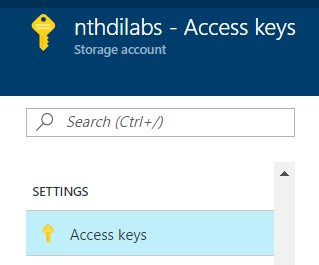 nthdilabs - Access keys
Storage account
Search (Ctrl+/)
SETTINGS
Access keys